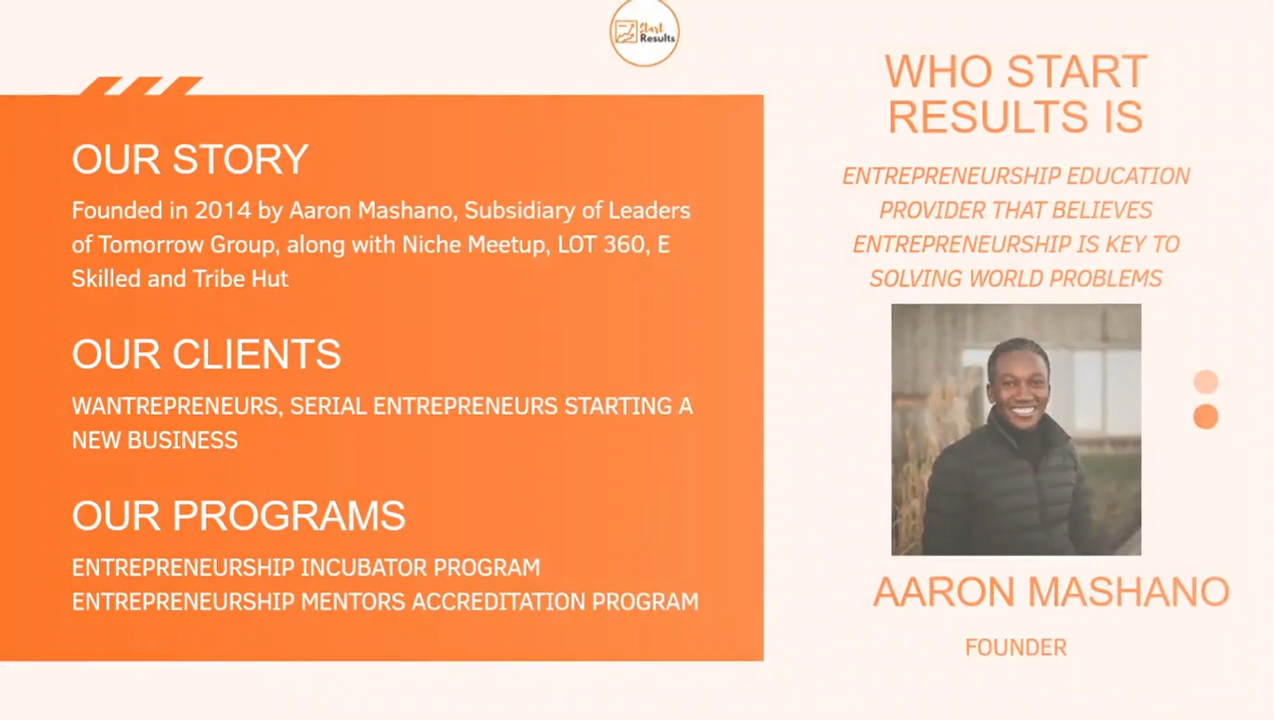 Start
Results
OUR STORY
Founded in 2014 by Aaron Mashano, Subsidiary of Leaders
of Tomorrow Group, along with Niche Meetup, LOT 360, E
Skilled and Tribe Hut
OUR CLIENTS
WANTREPRENEURS, SERIAL ENTREPRENEURS STARTING A
NEW BUSINESS
OUR PROGRAMS
ENTREPRENEURSHIP INCUBATOR PROGRAM
ENTREPRENEURSHIP MENTORS ACCREDITATION PROGRAM
WHO START
RESULTS IS
ENTREPRENEURSHIP EDUCATION
PROVIDER THAT BELIEVES
ENTREPRENEURSHIP IS KEY TO
SOLVING WORLD PROBLEMS
AARON MASHANO
FOUNDER